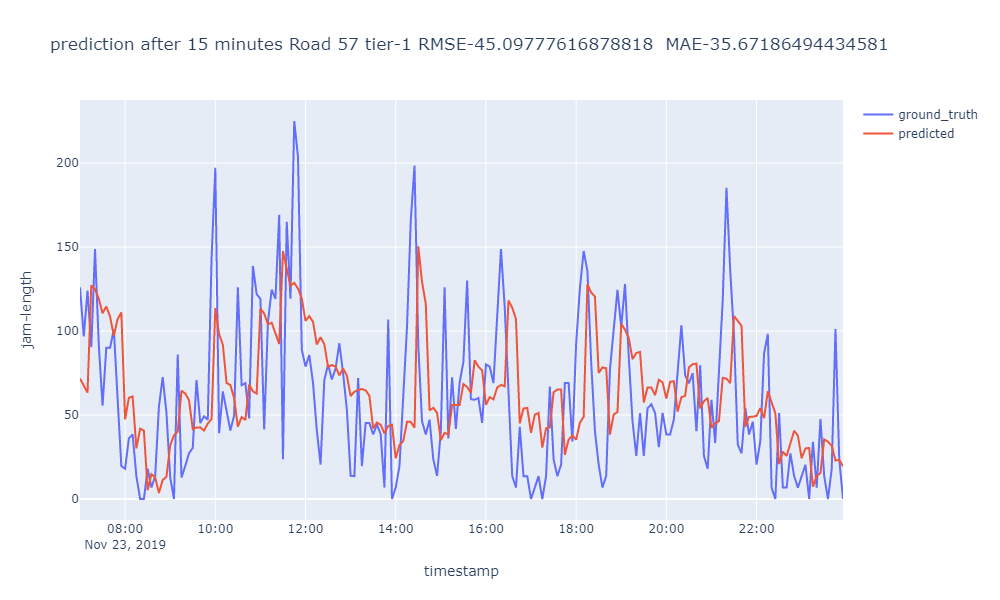 prediction after 15 minutes Road 57 tier-1 RMSE-45.09777616878818  MAE-35.67186494434581
ground_truth
predicted
200
150
100
50
0
jam-length
08:00 10:00 12:00 14:00 16:00 18:00 20:00 22:00
Nov 23, 2019
timestamp